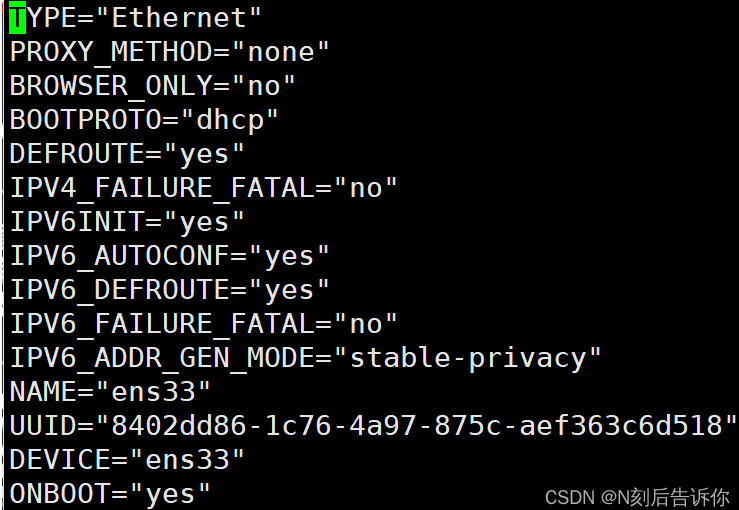 TYPE="Ethernet"
PROXY_METHOD="none"
BROWSER_ONLY="no"
BOOTPROTO="dhcp"
DEFROUTE="yes"
IPV4_FAILURE_FATAL="no"
IPV6INIT="yes"
IPV6_AUTOCONF="yes"
IPV6_DEFROUTE="yes"
IPV6_FAILURE_FATAL="no"
IPV6_ADDR_GEN_MODE="stable-privacy"
NAME="ens33"
UUID="8402dd86-1c76-4a97-875c-aef363c6d518"
DEVICE="ens33"
ONBOOT="yes"
CSDN @N刻后告诉你